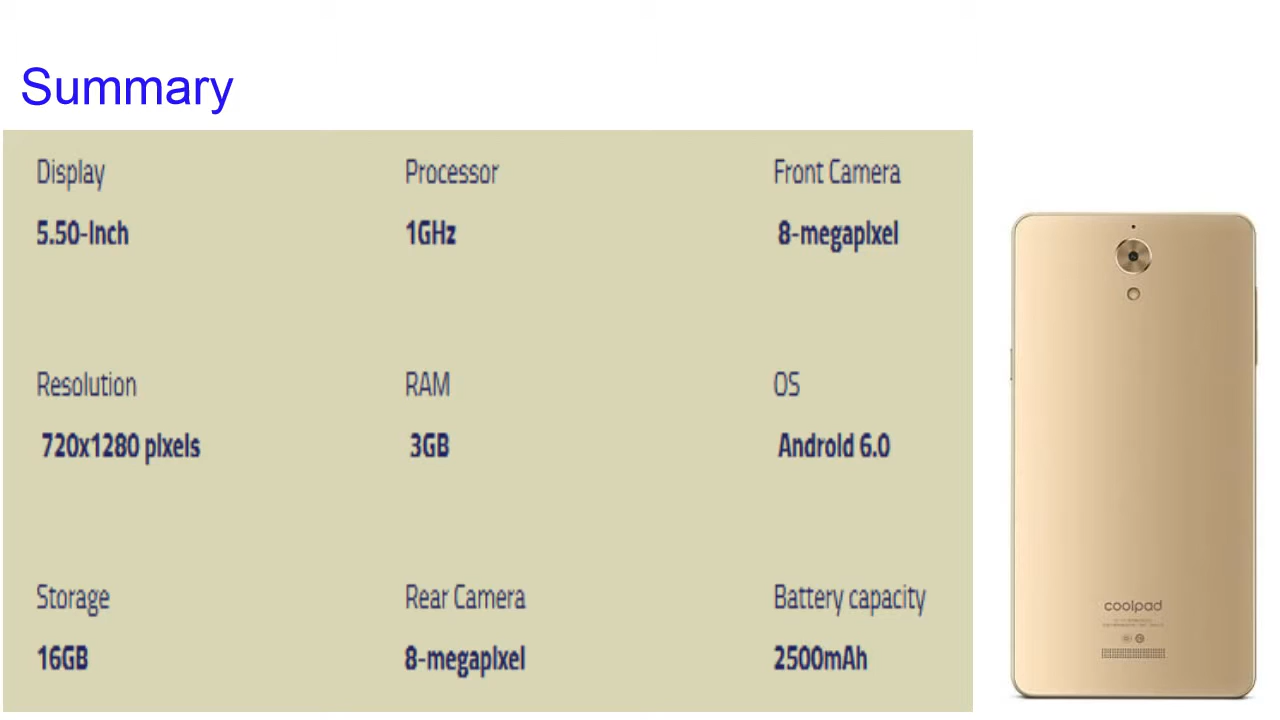 Summary
Display Processor Front Camera
5.50-Inch 1GHz 8-megapixel
Resolution RAM OS
720x1280 pixels 3GB Android 6.0
Storage Rear Camera Battery capacity
16GB 8-megapixel 2500mAh
coolpad